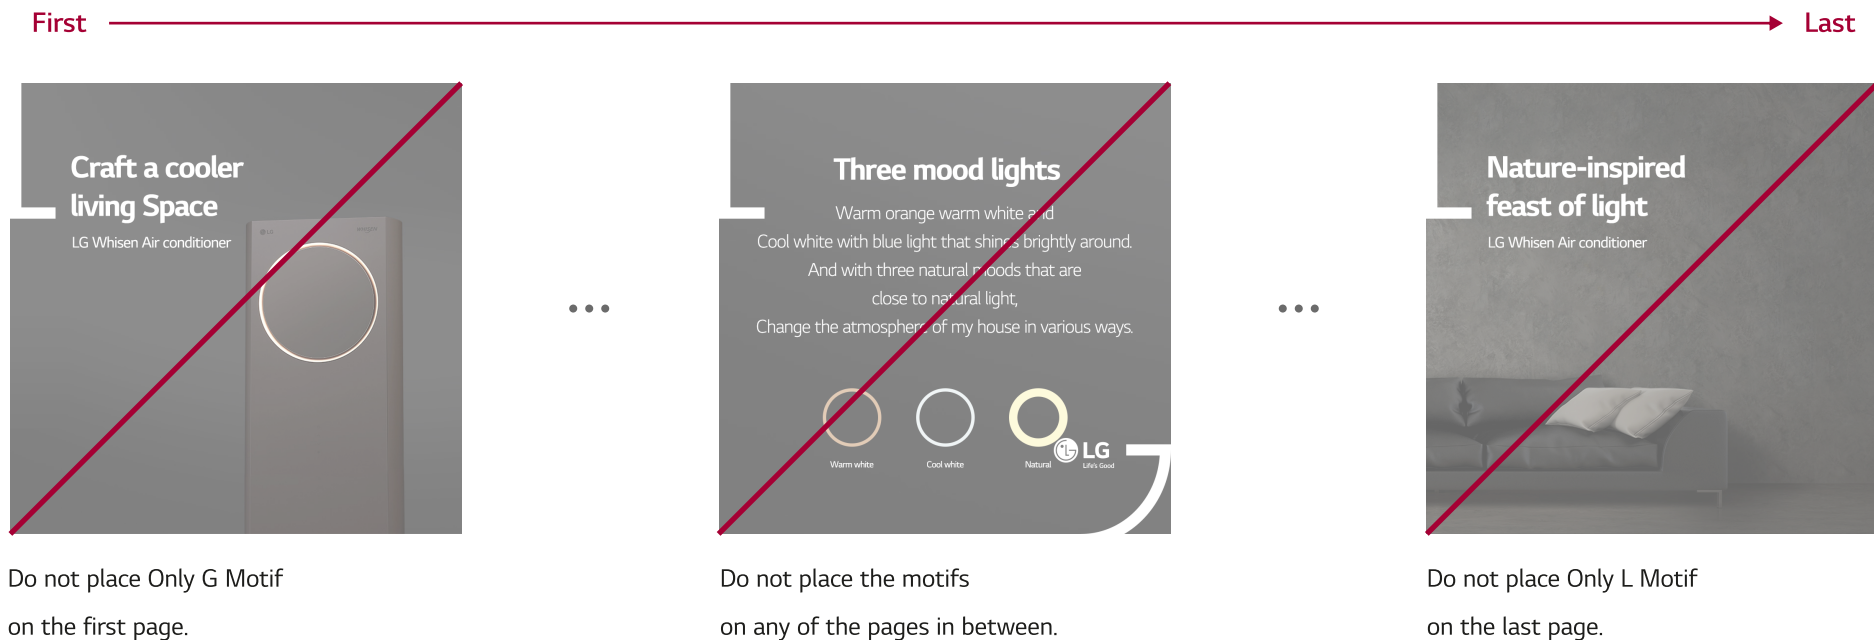 First
Last
Craft a cooler
living Space
LG Whisen Air conditioner
LG
Three mood lights
Warm orange warm white and
Cool white with blue light that shines brightly around.
And with three natural moods that are
close to natural light,
Change the atmosphere of my house in various ways.
Warm white
Cool white
Natural
LG
Life's Good
Nature-inspired
feast of light
LG Whisen Air conditioner
Do not place Only G Motif
on the first page.
Do not place the motifs
on any of the pages in between.
Do not place Only L Motif
on the last page.